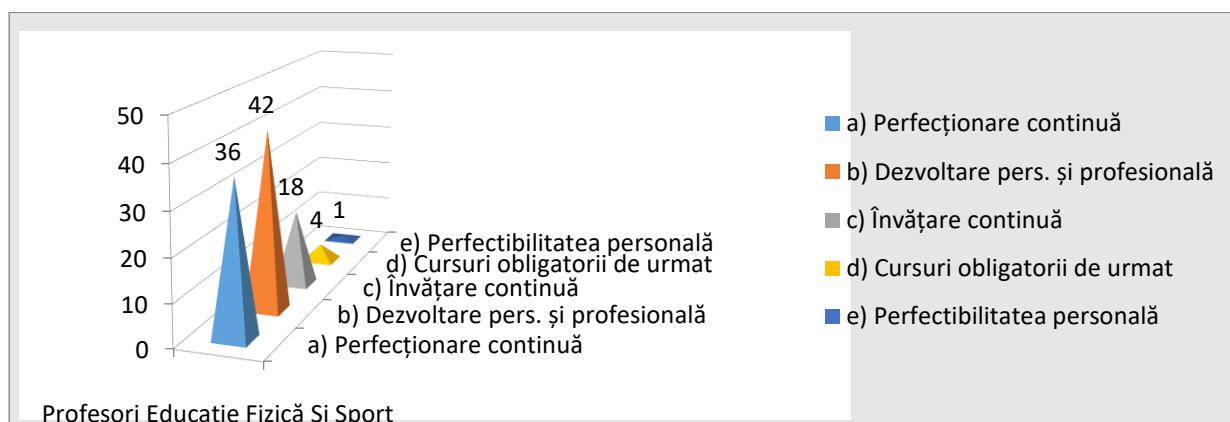 50
40
30
20
10
0
36
42
18
4
1
e) Perfectibilitatea personală
d) Cursuri obligatorii de urmat
c) Învățare continuă
b) Dezvoltare pers. și profesională
a) Perfecționare continuă
Profesori Educație Fizică Și Sport
a) Perfecționare continuă
b) Dezvoltare pers. și profesională
c) Învățare continuă
d) Cursuri obligatorii de urmat
e) Perfectibilitatea personală